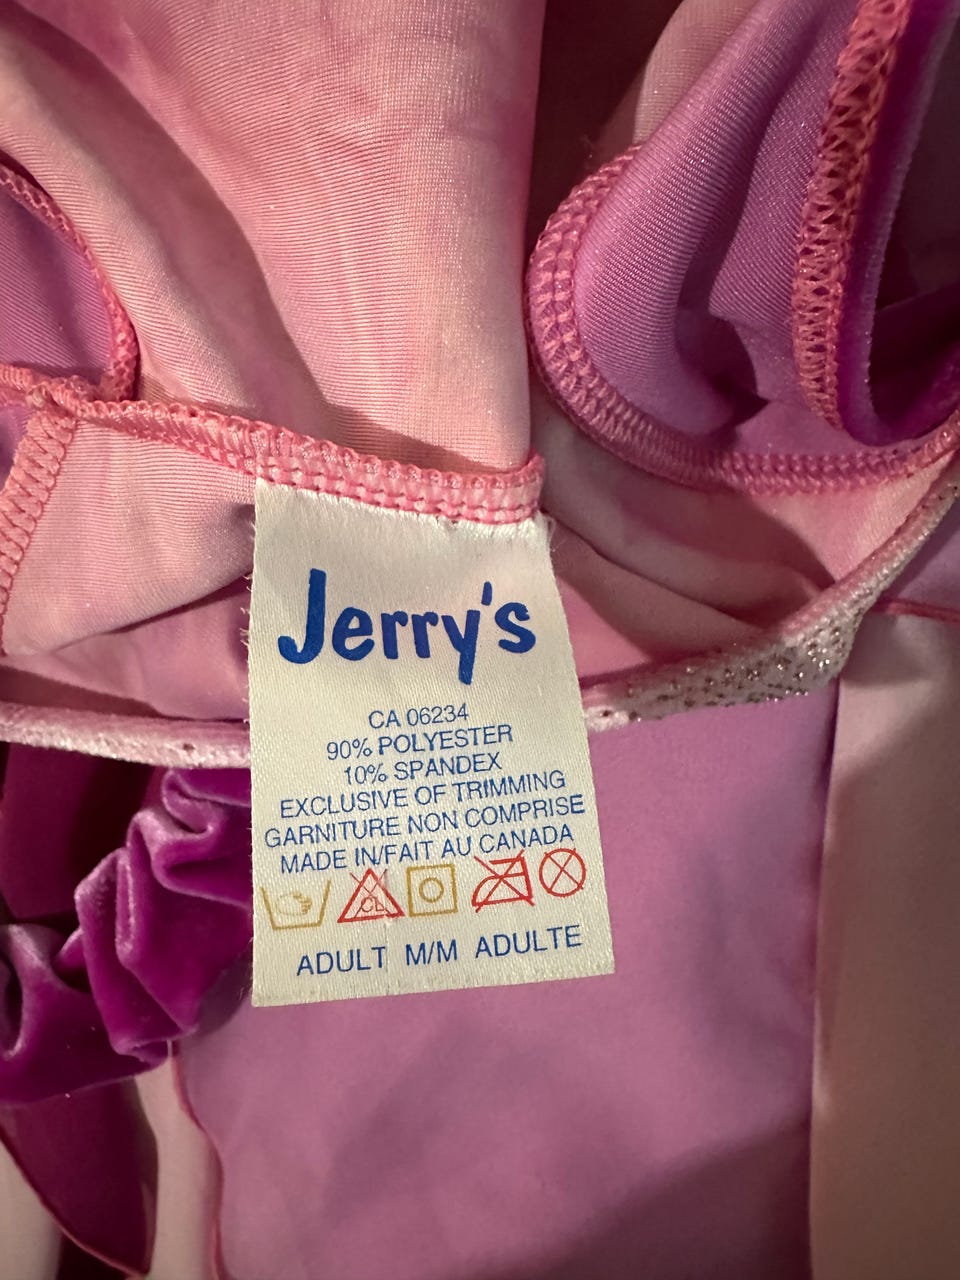 Jerry's
CA 06234
90% POLYESTER
10% SPANDEX
EXCLUSIVE OF TRIMMING
GARNITURE NON COMPRISE
MADE IN/FAIT AU CANADA
CL
ADULT M/M ADULTE